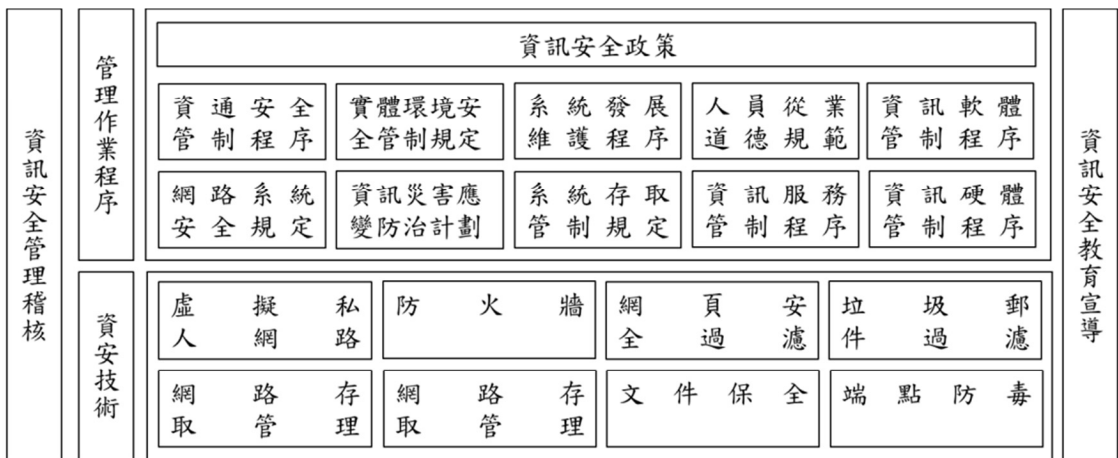 資訊安全管理稽核
管理作業程序
資訊安全政策
資通安全
管制程序
實體環境安
全管制規定
系統發展
維護程序
人員從業
道德規範
資訊軟體
管制程序
網路系統
安全規定
資訊災害應
變防治計劃
系統存取
管制規定
資訊服務
管制程序
資訊硬體
管制程序
資安技術
虛擬私
人網路
防火牆
網頁安
全過濾
垃圾郵
件過濾
網路存
取管理
網路存
取管理
文件保全
端點防毒
資訊安全教育宣導